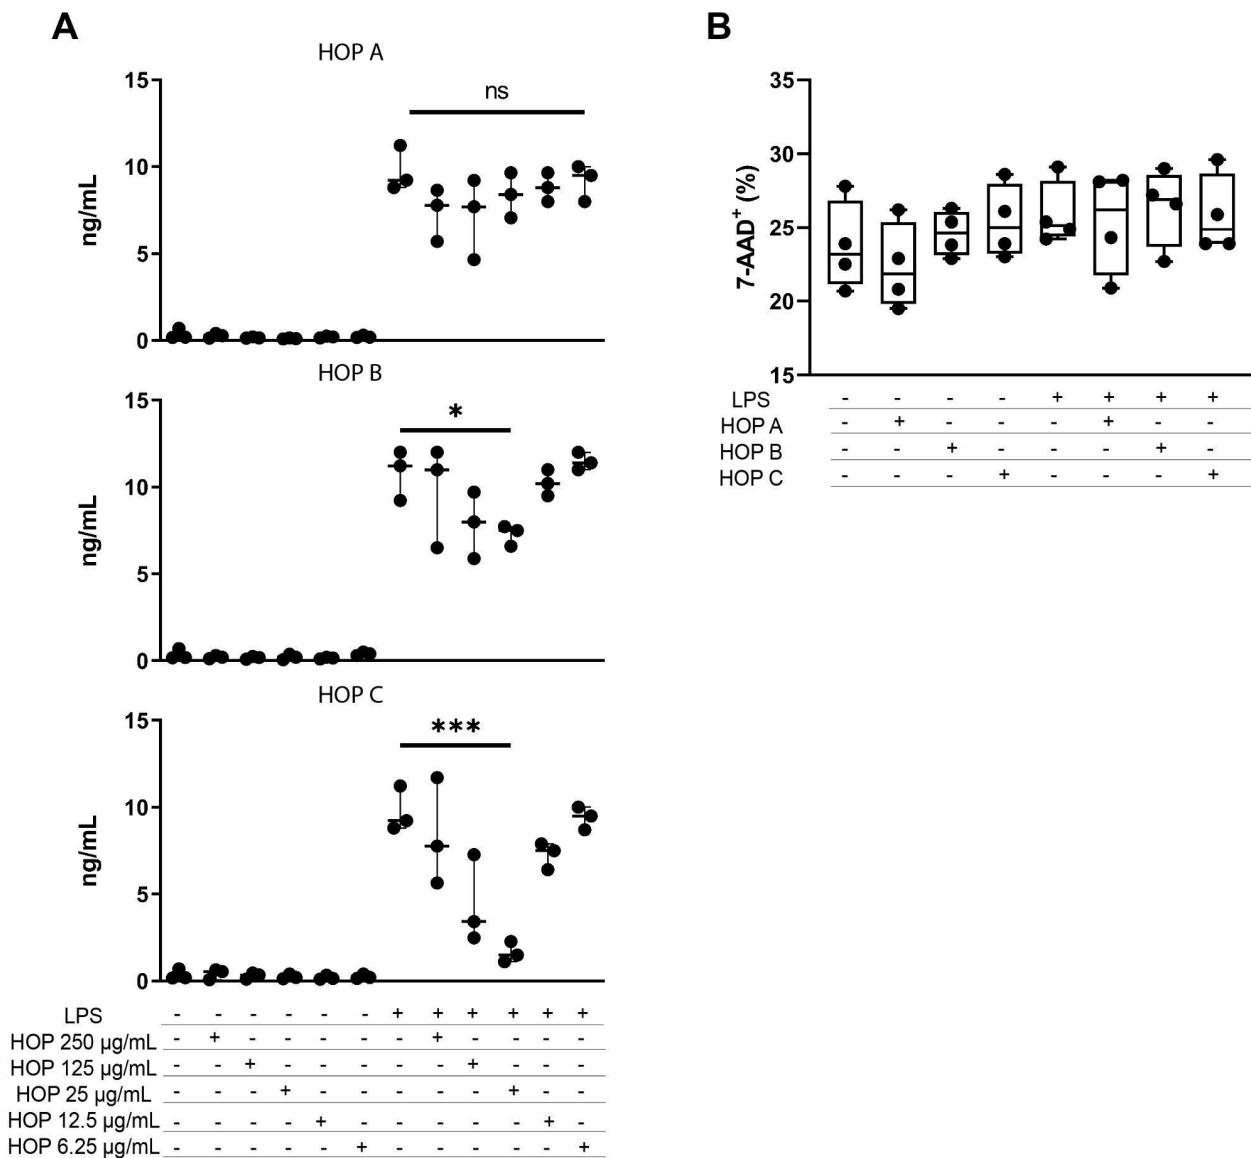 A
HOP A
15
10
5
0
ng/mL
ns
HOP B
15
10
5
0
ng/mL
*
HOP C
15
10
5
0
ng/mL
***
LPS - - - - - - + + + + + +
HOP 250 µg/mL - + - - - - - + - - - -
HOP 125 µg/mL - - + - - - - - + - - -
HOP 25 µg/mL - - - + - - - - - + - -
HOP 12.5 µg/mL - - - - + - - - - - + -
HOP 6.25 µg/mL - - - - - + - - - - - +
B
35
30
25
20
15
7-AAD+ (%)
LPS - - - - + + + +
HOP A - + - - - + - -
HOP B - - + - - - + -
HOP C - - - + - - - +